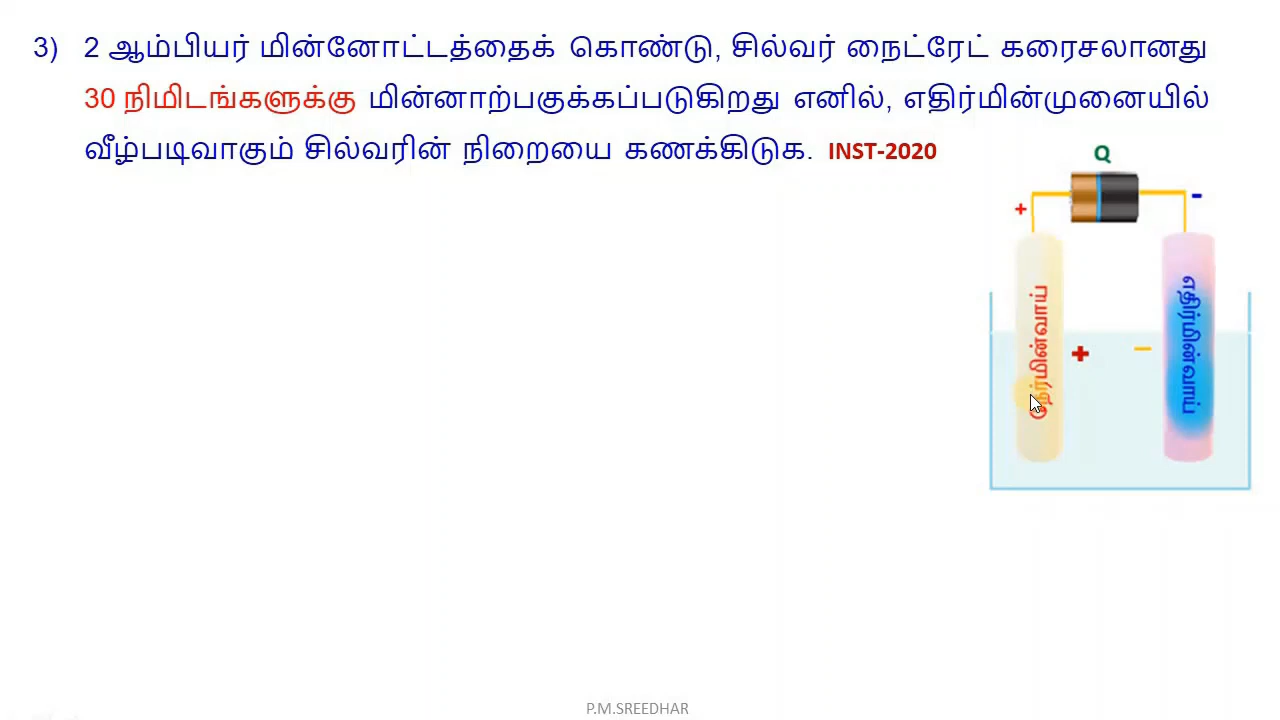 3) 2 ஆம்பியர் மின்னோட்டத்தைக் கொண்டு, சில்வர் நைட்ரேட் கரைசலானது
30 நிமிடங்களுக்கு மின்னாற்பகுக்கப்படுகிறது எனில், எதிர்மின்முனையில்
வீழ்படிவாகும் சில்வரின் நிறையை கணக்கிடுக. INST-2020
Q
+ -
நேர்மின்வாய்
எதிர்மின்வாய்
+ −
P.M.SREEDHAR